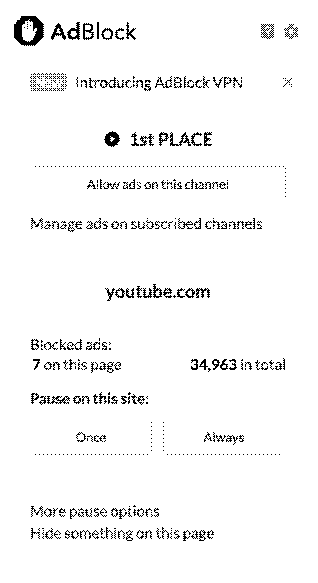 AdBlock
Introducing AdBlock VPN
1st PLACE
Allow ads on this channel
Manage ads on subscribed channels
youtube.com
Blocked ads:
7 on this page 34,963 in total
Pause on this site:
Once Always
More pause options
Hide something on this page